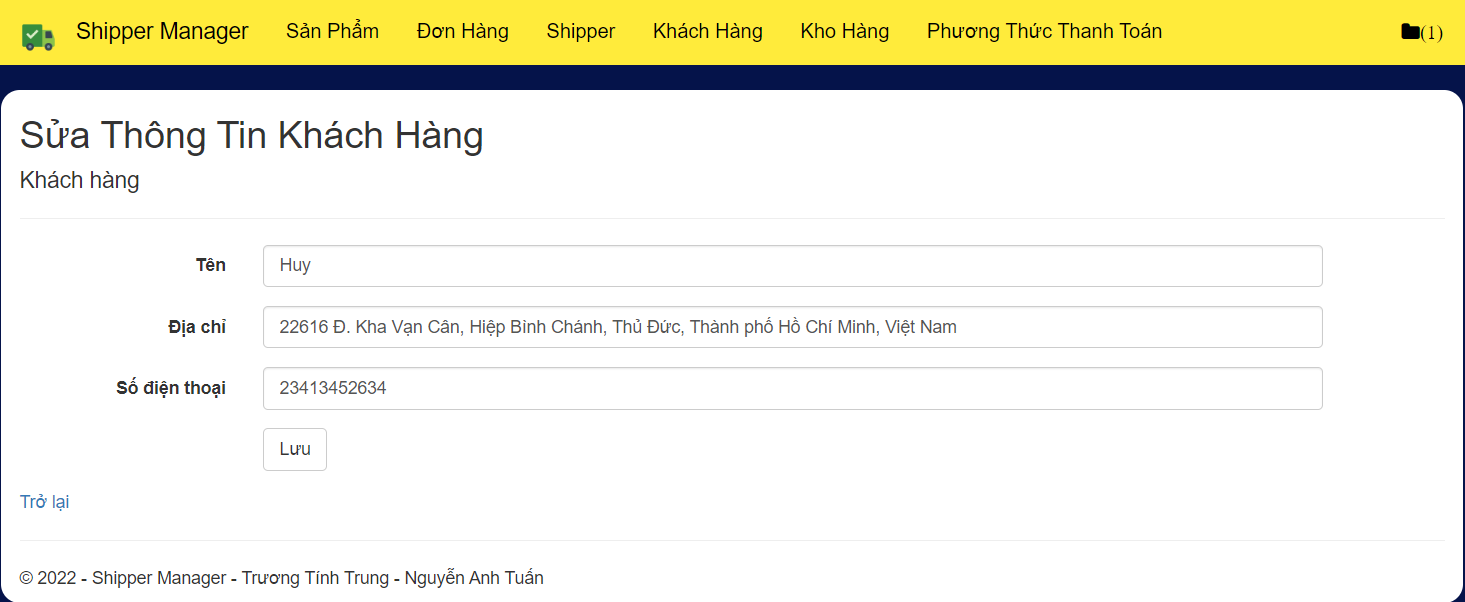 Shipper Manager Sản Phẩm Đơn Hàng Shipper Khách Hàng Kho Hàng Phương Thức Thanh Toán (1)
Sửa Thông Tin Khách Hàng
Khách hàng
Tên Huy
Địa chỉ 22616 Đ. Kha Vạn Cân, Hiệp Bình Chánh, Thủ Đức, Thành phố Hồ Chí Minh, Việt Nam
Số điện thoại 23413452634
Lưu
Trở lại
© 2022 - Shipper Manager - Trương Tính Trung - Nguyễn Anh Tuấn